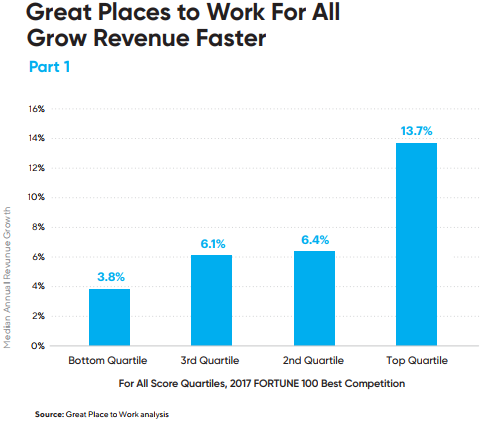 Great Places to Work For All
Grow Revenue Faster
Part 1
16%
14%
12%
10%
8%
6%
4%
2%
0%
Median Annual Revunue Growth
3.8%
6.1%
6.4%
13.7%
Bottom Quartile
3rd Quartile
2nd Quartile
Top Quartile
For All Score Quartiles, 2017 FORTUNE 100 Best Competition
Source: Great Place to Work analysis